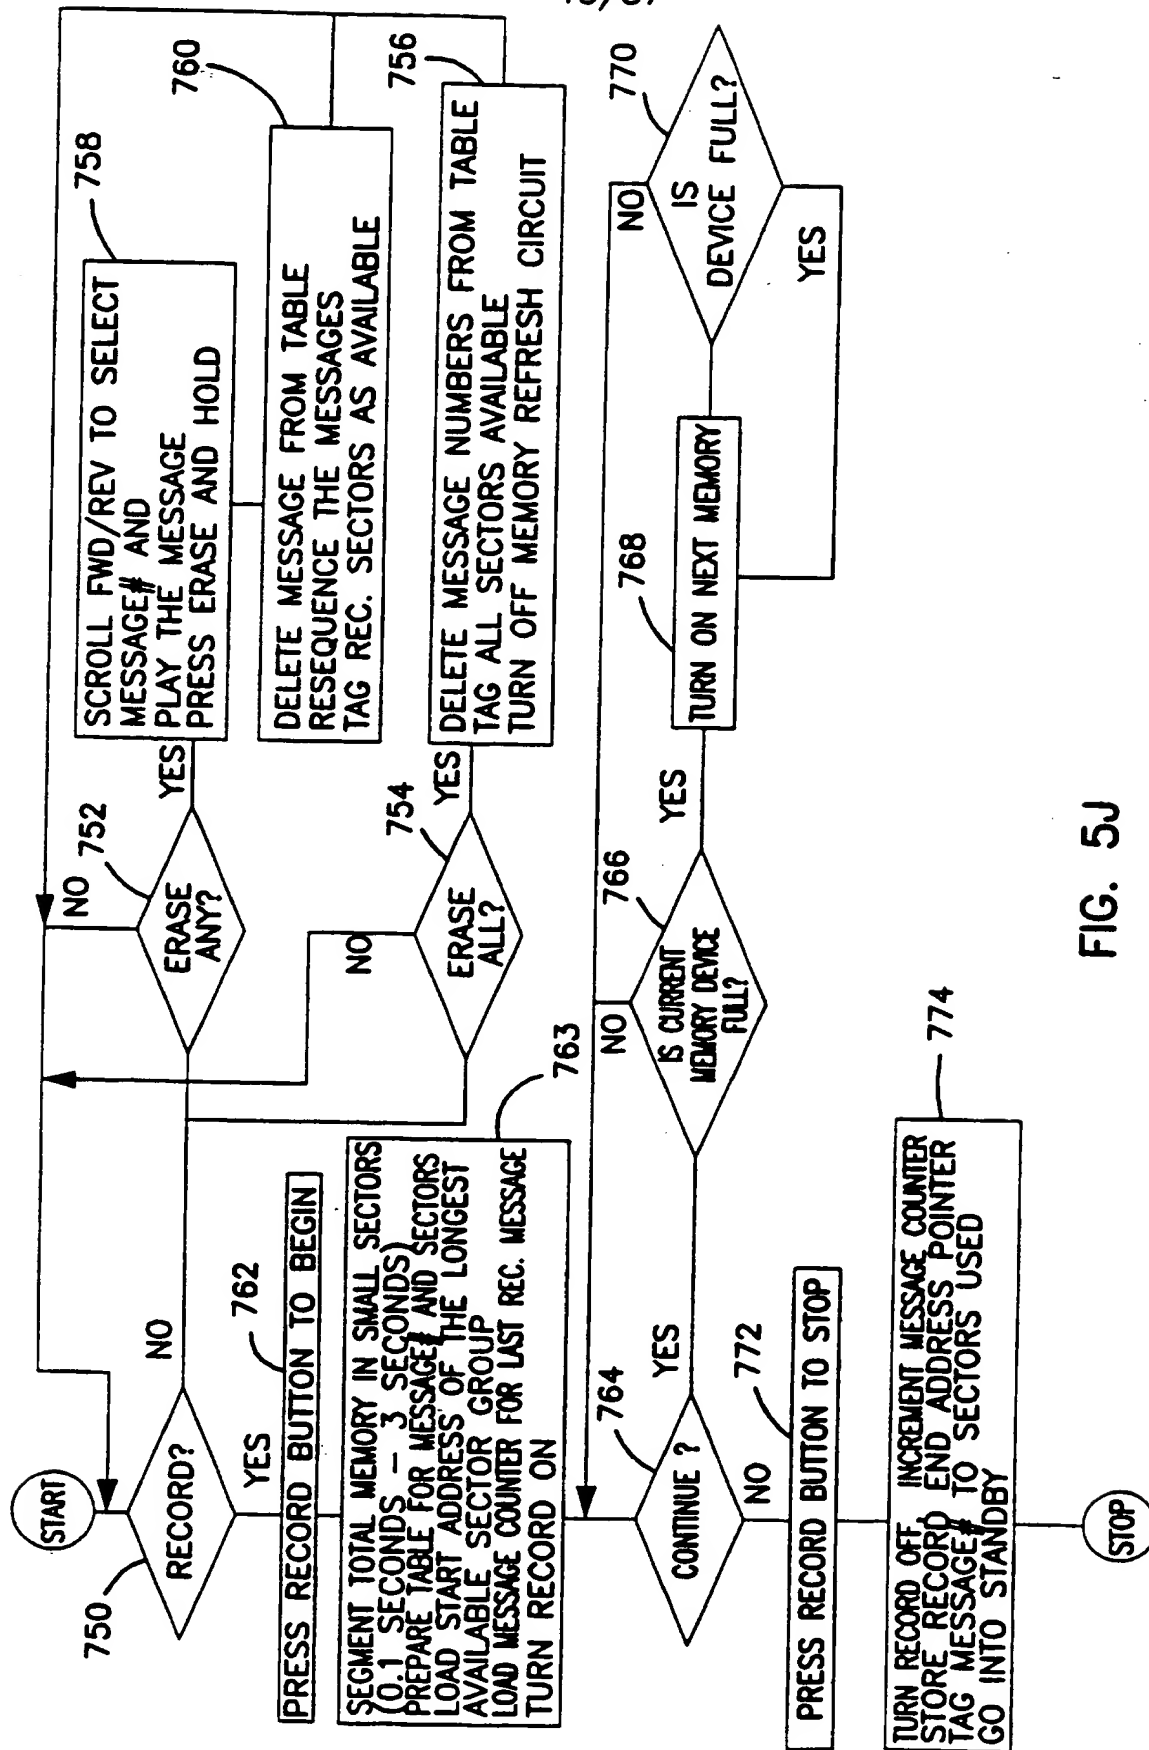 START
750
RECORD?
NO
YES
ERASE
ANY?
752
NO
YES
SCROLL FWD/REV TO SELECT
MESSAGE# AND
PLAY THE MESSAGE
PRESS ERASE AND HOLD
758
DELETE MESSAGE FROM TABLE
RESEQUENCE THE MESSAGES
TAG REC. SECTORS AS AVAILABLE
760
ERASE
ALL?
754
NO
YES
DELETE MESSAGE NUMBERS FROM TABLE
TAG ALL SECTORS AVAILABLE
TURN OFF MEMORY REFRESH CIRCUIT
756
PRESS RECORD BUTTON TO BEGIN
762
SEGMENT TOTAL MEMORY IN SMALL SECTORS
(0.1 SECONDS – 3 SECONDS)
PREPARE TABLE FOR MESSAGE# AND SECTORS
LOAD START ADDRESS OF THE LONGEST
AVAILABLE SECTOR GROUP
LOAD MESSAGE COUNTER FOR LAST REC. MESSAGE
TURN RECORD ON
763
CONTINUE ?
764
YES
NO
IS CURRENT
MEMORY DEVICE
FULL?
766
NO
YES
TURN ON NEXT MEMORY
768
IS
DEVICE FULL?
770
NO
YES
PRESS RECORD BUTTON TO STOP
772
TURN RECORD OFF, INCREMENT MESSAGE COUNTER
STORE RECORD END ADDRESS POINTER
TAG MESSAGE# TO SECTORS USED
GO INTO STANDBY
774
STOP
FIG. 5J